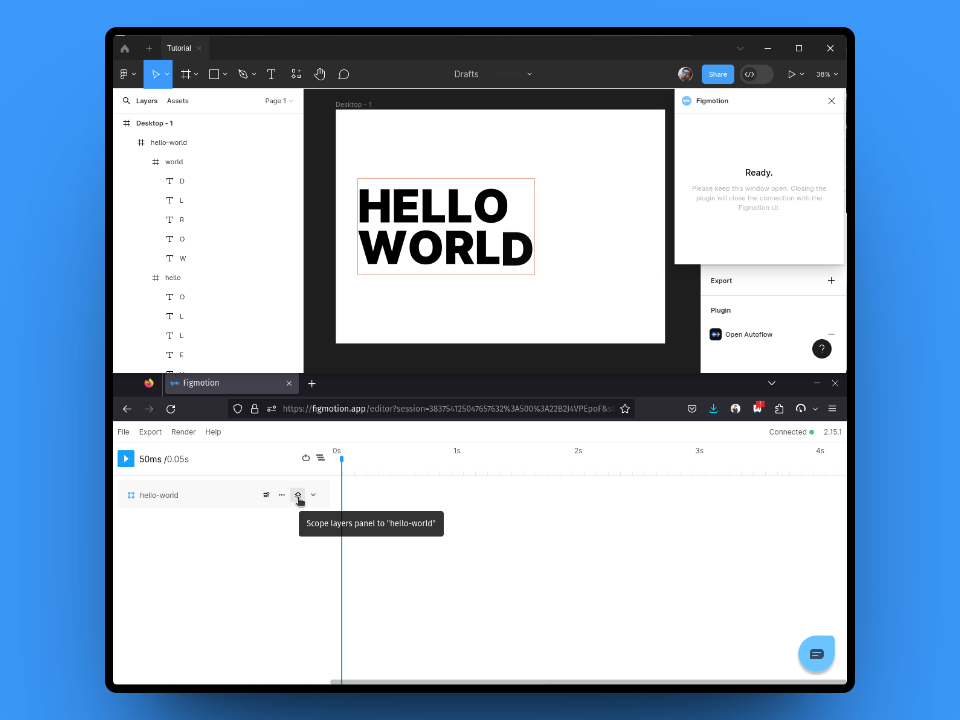 Tutorial
Drafts
Share
38%
Layers
Assets
Page 1
Desktop - 1
hello-world
world
D
L
R
O
W
hello
O
L
L
E
Desktop - 1
HELLO
WORLD
Figmotion
Ready.
Please keep this window open. Closing the
plugin will close the connection with the
Figmotion UI.
Export
Plugin
Open Autoflow
?
Figmotion
https://figmotion.app/editor?session=383754125047657632%3A500%3A22B2J4VPEpoF&s
File
Export
Render
Help
Connected
2.15.1
50ms /0.05s
0s
1s
2s
3s
4s
hello-world
Scope layers panel to "hello-world"